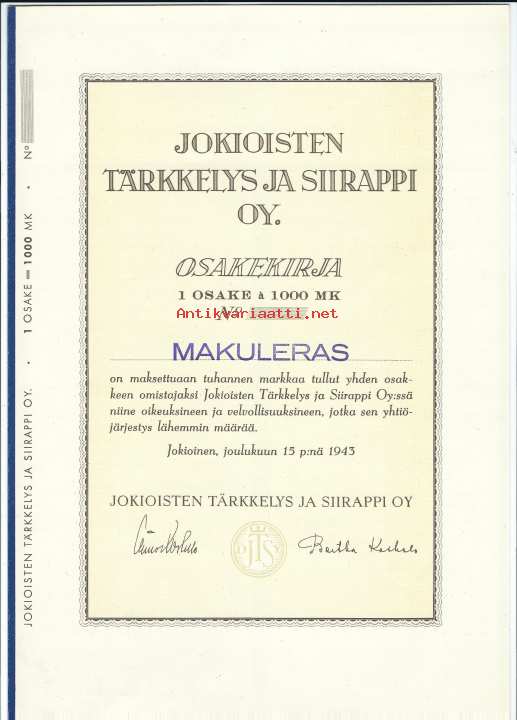 JOKIOISTEN
TÄRKKELYS JA SIIRAPPI
OY.
OSAKEKIRJA
1 OSAKE à 1000 MK
Nº
Antikvariaatti.net
MAKULERAS
on maksettuaan tuhannen markkaa tullut yhden osak-
keen omistajaksi Jokioisten Tärkkelys ja Siirappi Oy:ssä
niine oikeuksineen ja velvollisuuksineen, jotka sen yhtiö-
järjestys lähemmin määrää.
Jokioinen, joulukuun 15 p:nä 1943
JOKIOISTEN TÄRKKELYS JA SIIRAPPI OY
JOKIOISTEN TÄRKKELYS JA SIIRAPPI OY. • 1 OSAKE = 1000 MK • Nº